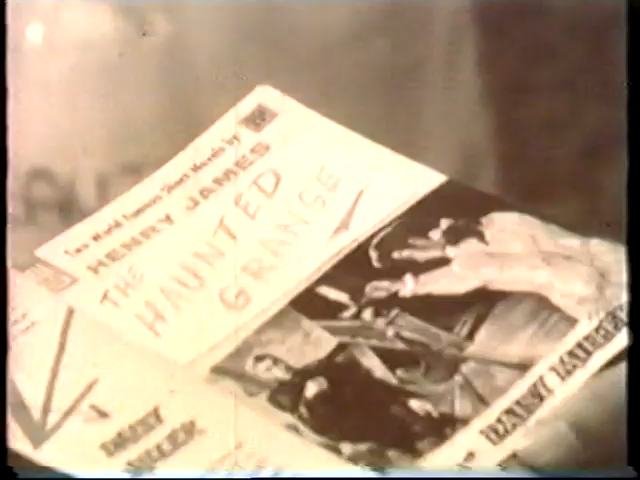 Two World Famous Short Novels by
HENRY JAMES
THE
HAUNTED
GRANGE
DAISY MILLER
DAISY
MILLER